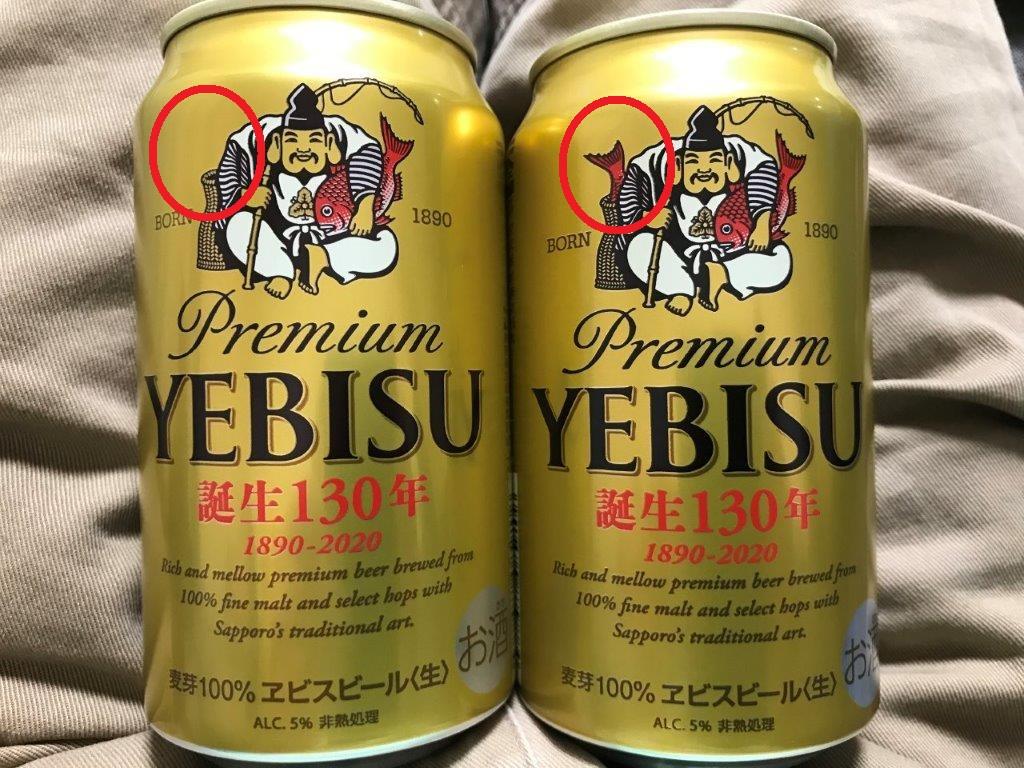 BORN 1890
Premium
YEBISU
誕生130年
1890-2020
Rich and mellow premium beer brewed from
100% fine malt and select hops with
Sapporo's traditional art.
お酒
麦芽100% ヱビスビール〈生〉
ALC. 5% 非熱処理
BORN 1890
Premium
YEBISU
誕生130年
1890-2020
Rich and mellow premium beer brewed from
100% fine malt and select hops with
Sapporo's traditional art.
お酒
麦芽100% ヱビスビール〈生〉
ALC. 5% 非熱処理